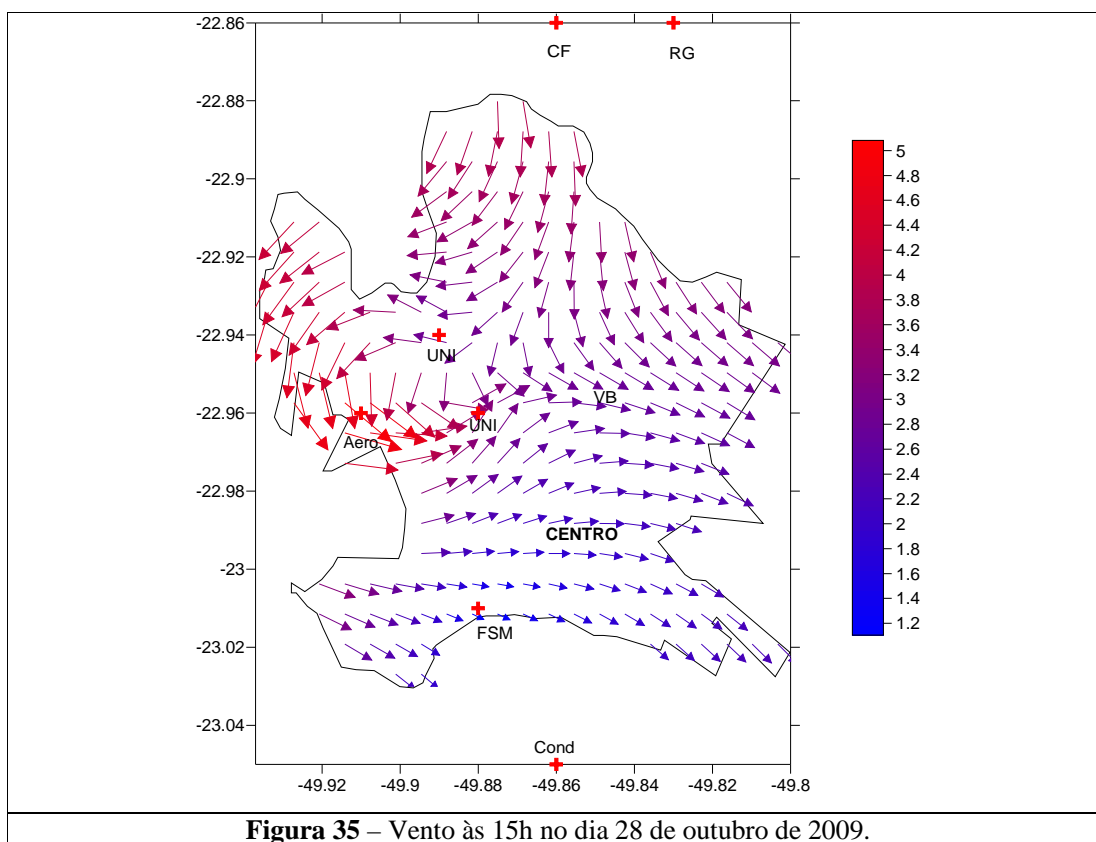 -22.86
CF
RG
-22.88
-22.9
-22.92
-22.94
UNI
VB
-22.96
UNI
Aero
-22.98
CENTRO
-23
FSM
-23.02
-23.04
Cond
-49.92 -49.9 -49.88 -49.86 -49.84 -49.82 -49.8
5
4.8
4.6
4.4
4.2
4
3.8
3.6
3.4
3.2
3
2.8
2.6
2.4
2.2
2
1.8
1.6
1.4
1.2
Figura 35 – Vento às 15h no dia 28 de outubro de 2009.